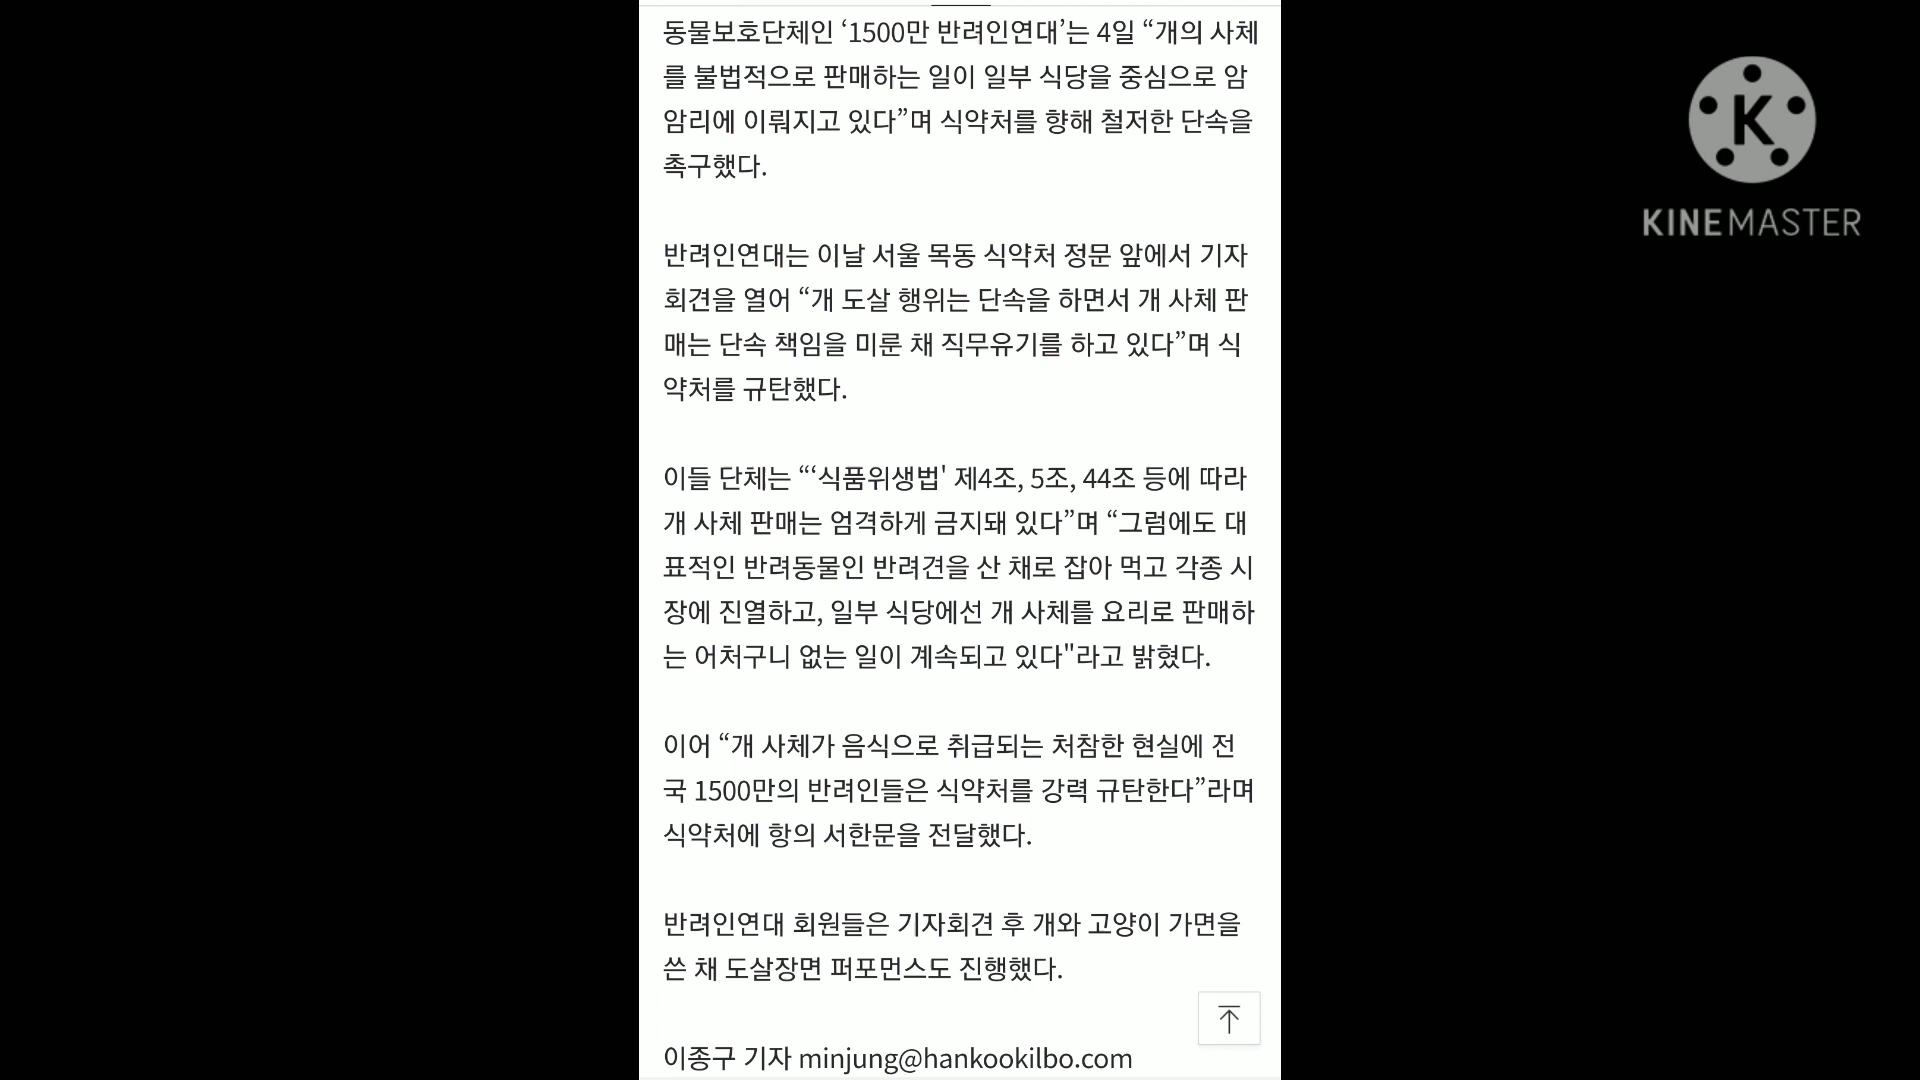 동물보호단체인 ‘1500만 반려인연대’는 4일 “개의 사체
를 불법적으로 판매하는 일이 일부 식당을 중심으로 암
암리에 이뤄지고 있다”며 식약처를 향해 철저한 단속을
촉구했다.
반려인연대는 이날 서울 목동 식약처 정문 앞에서 기자
회견을 열어 “개 도살 행위는 단속을 하면서 개 사체 판
매는 단속 책임을 미룬 채 직무유기를 하고 있다”며 식
약처를 규탄했다.
이들 단체는 “‘식품위생법' 제4조, 5조, 44조 등에 따라
개 사체 판매는 엄격하게 금지돼 있다”며 “그럼에도 대
표적인 반려동물인 반려견을 산 채로 잡아 먹고 각종 시
장에 진열하고, 일부 식당에선 개 사체를 요리로 판매하
는 어처구니 없는 일이 계속되고 있다"라고 밝혔다.
이어 “개 사체가 음식으로 취급되는 처참한 현실에 전
국 1500만의 반려인들은 식약처를 강력 규탄한다”라며
식약처에 항의 서한문을 전달했다.
반려인연대 회원들은 기자회견 후 개와 고양이 가면을
쓴 채 도살장면 퍼포먼스도 진행했다.
이종구 기자 minjung@hankookilbo.com
K
KINEMASTER